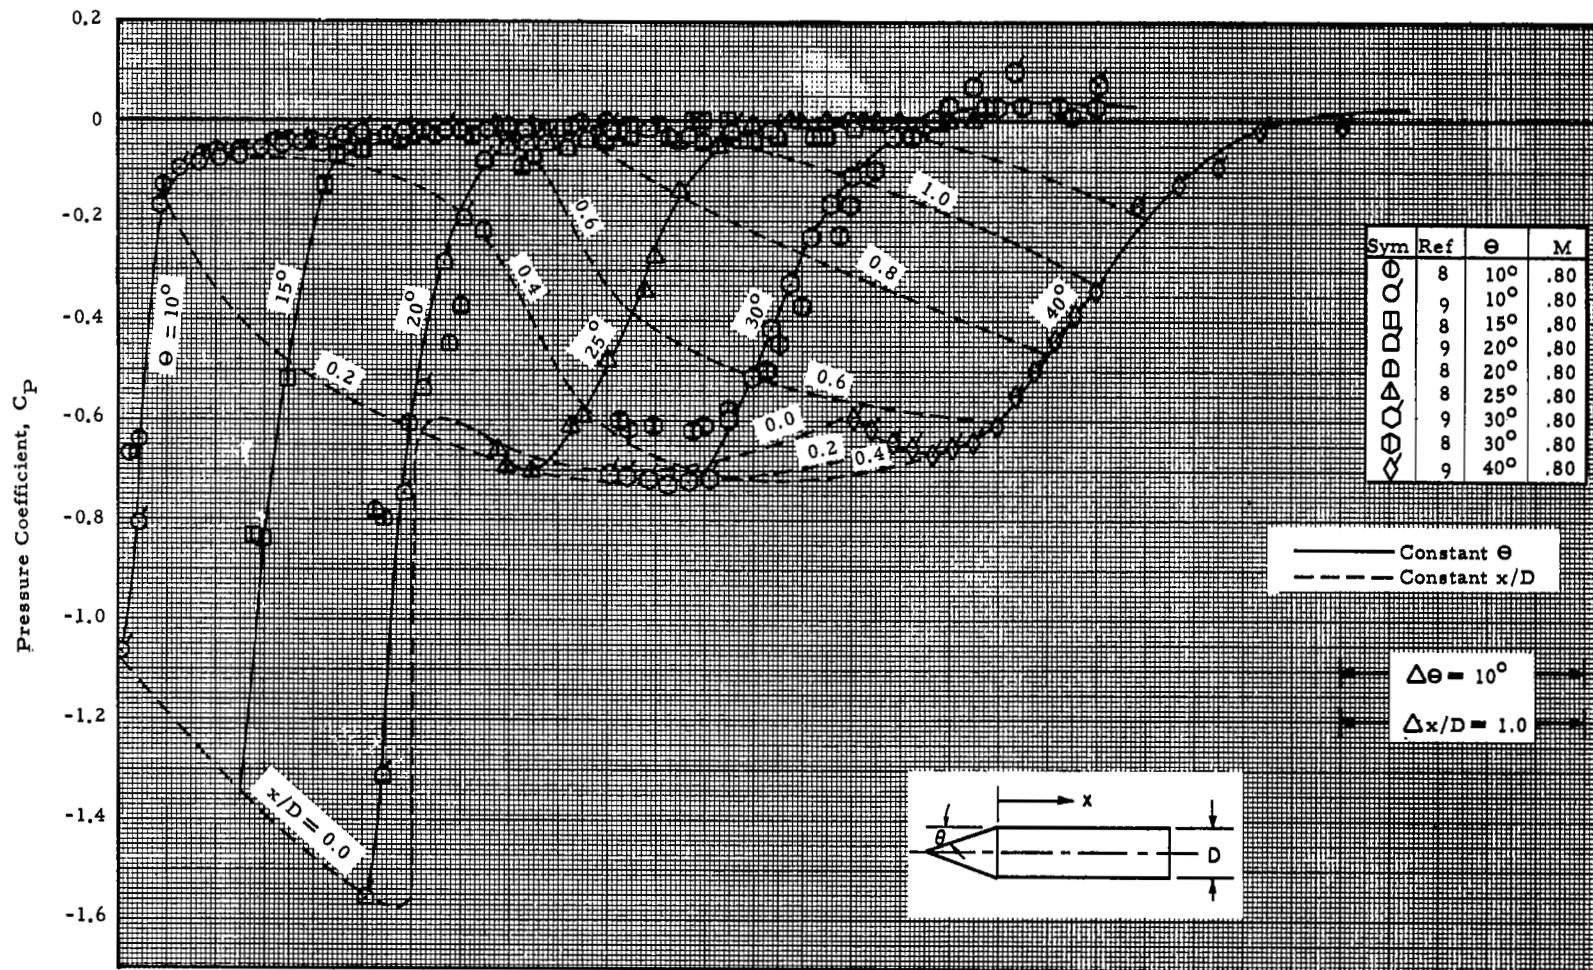 0.2
0
-0.2
-0.4
-0.6
-0.8
-1.0
-1.2
-1.4
-1.6
Pressure Coefficient, Cp
Θ = 10°
15°
20°
25°
30°
40°
0.2
0.4
0.6
0.8
1.0
0.6
0.0
0.2
0.4
x/D = 0.0
Sym Ref Θ M
8 10° .80
9 10° .80
8 15° .80
9 20° .80
8 20° .80
8 25° .80
9 30° .80
8 30° .80
9 40° .80
Constant Θ
Constant x/D
ΔΘ = 10°
Δx/D = 1.0
x
θ
D